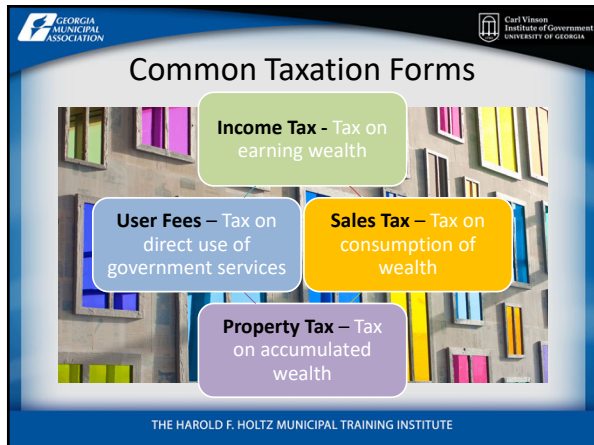 GEORGIA
MUNICIPAL
ASSOCIATION
Carl Vinson
Institute of Government
UNIVERSITY OF GEORGIA
Common Taxation Forms
Income Tax - Tax on
earning wealth
User Fees – Tax on
direct use of
government services
Sales Tax – Tax on
consumption of
wealth
Property Tax – Tax
on accumulated
wealth
THE HAROLD F. HOLTZ MUNICIPAL TRAINING INSTITUTE